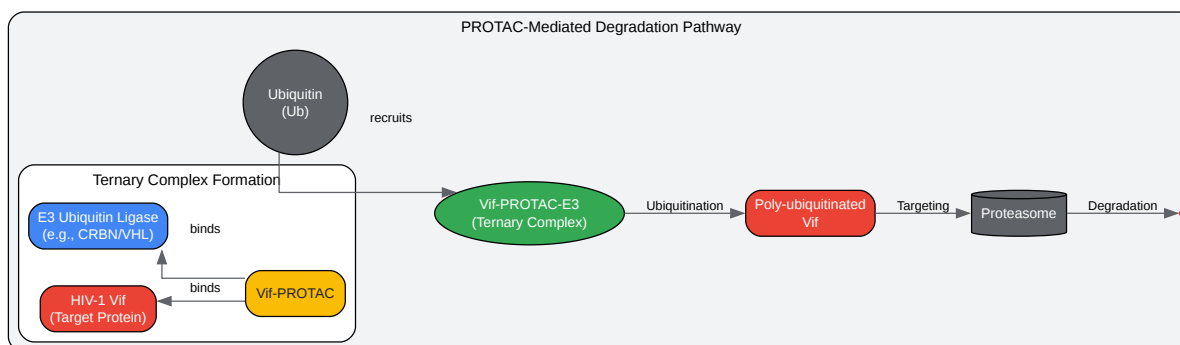 PROTAC-Mediated Degradation Pathway
Ubiquitin
(Ub)
recruits
Ternary Complex Formation
E3 Ubiquitin Ligase
(e.g., CRBN/VHL)
binds
HIV-1 Vif
(Target Protein)
binds
Vif-PROTAC
Vif-PROTAC-E3
(Ternary Complex)
Ubiquitination
Poly-ubiquitinated
Vif
Targeting
Proteasome
Degradation